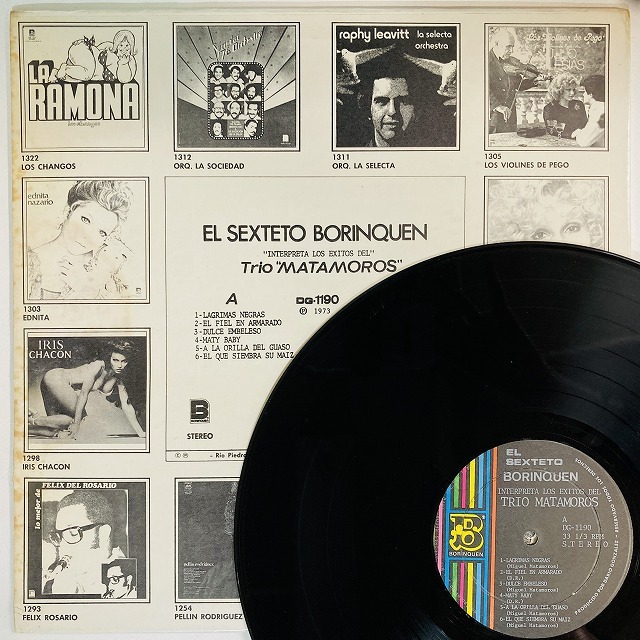 LA
RAMONA
los changos
1322
LOS CHANGOS
1312
ORQ. LA SOCIEDAD
raphy leavitt
la selecta
orchestra
1311
ORQ. LA SELECTA
Los Violines de Pego
1305
LOS VIOLINES DE PEGO
ednita
nazario
1303
EDNITA
IRIS
CHACON
1298
IRIS CHACON
lo mejor de
FELIX DEL ROSARIO
1293
FELIX ROSARIO
1254
PELLIN RODRIGUEZ
EL SEXTETO BORINQUEN
"INTERPRETA LOS EXITOS DEL"
Trio "MATAMOROS"
A
DG-1190
Ⓟ 1973
1-LAGRIMAS NEGRAS
2-EL FIEL EN ARMARADO
3-DULCE EMBELESO
4-MATY BABY
5-A LA ORILLA DEL GUASO
6-EL QUE SIEMBRA SU MAIZ
B
BORINQUEN
STEREO
© Ⓟ
- Rio Piedra
EL
SEXTETO
BORINQUEN
INTERPRETA LOS EXITOS DEL
TRIO MATAMOROS
A
DG-1190
33 1/3 RPM
STEREO
BORINQUEN
1-LAGRIMAS NEGRAS
(Miguel Matamoros)
2-EL FIEL EN ARMARADO
(D.R.)
3-DULCE EMBELESO
(Miguel Matamoros)
4-MATY BABY
(D.R.)
5-A LA ORILLA DEL GUASO
(Miguel Matamoros)
6-EL QUE SIEMBRA SU MAIZ
(Miguel Matamoros)